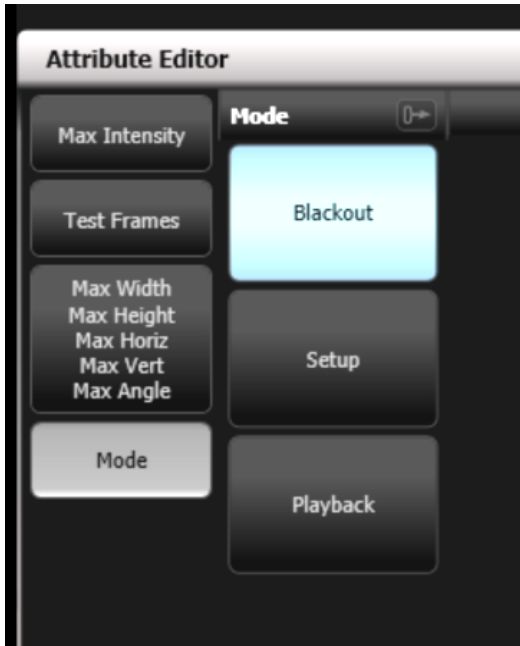 Attribute Editor
Max Intensity
Test Frames
Max Width
Max Height
Max Horiz
Max Vert
Max Angle
Mode
Mode
Blackout
Setup
Playback